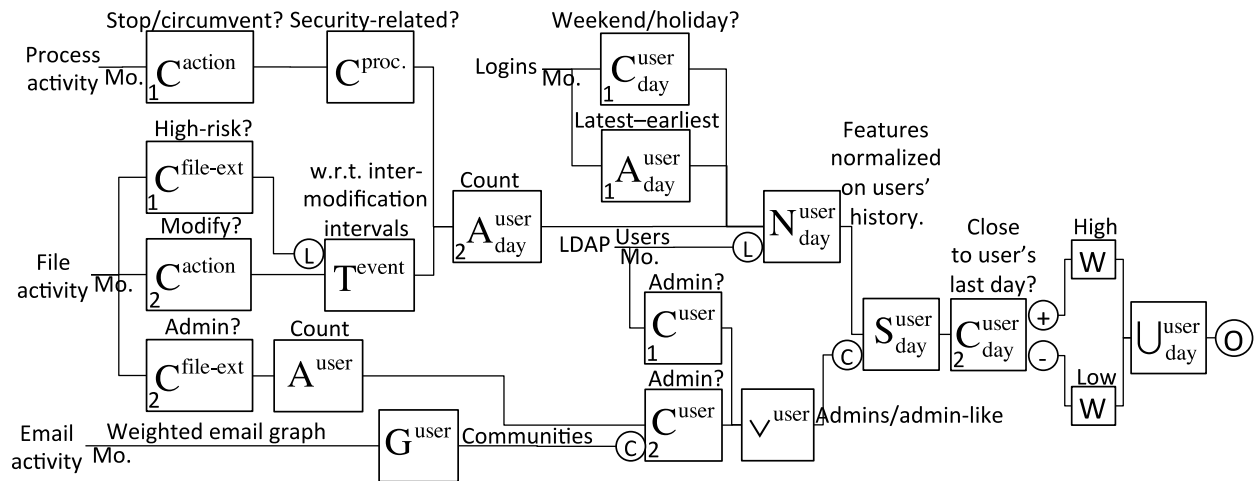 Stop/circumvent?
Security-related?
Weekend/holiday?
Process
activity
Mo.
C action
1
C proc.
Logins
Mo.
C user
day
1
High-risk?
C file-ext
1
w.r.t. inter-
modification
intervals
Latest–earliest
A user
day
1
Features
normalized
on users’
history.
Count
A user
day
2
Modify?
File
activity
Mo.
C action
2
L
T event
LDAP
Users
Mo.
L
N user
day
Close
to user’s
last day?
High
W
Admin?
C user
1
Admin?
C file-ext
2
Count
A user
S user
day
C
C user
day
2
+
-
U user
day
O
Low
W
Admin?
C user
2
∨ user
Admins/admin-like
Email
activity
Weighted email graph
Mo.
G user
Communities
C